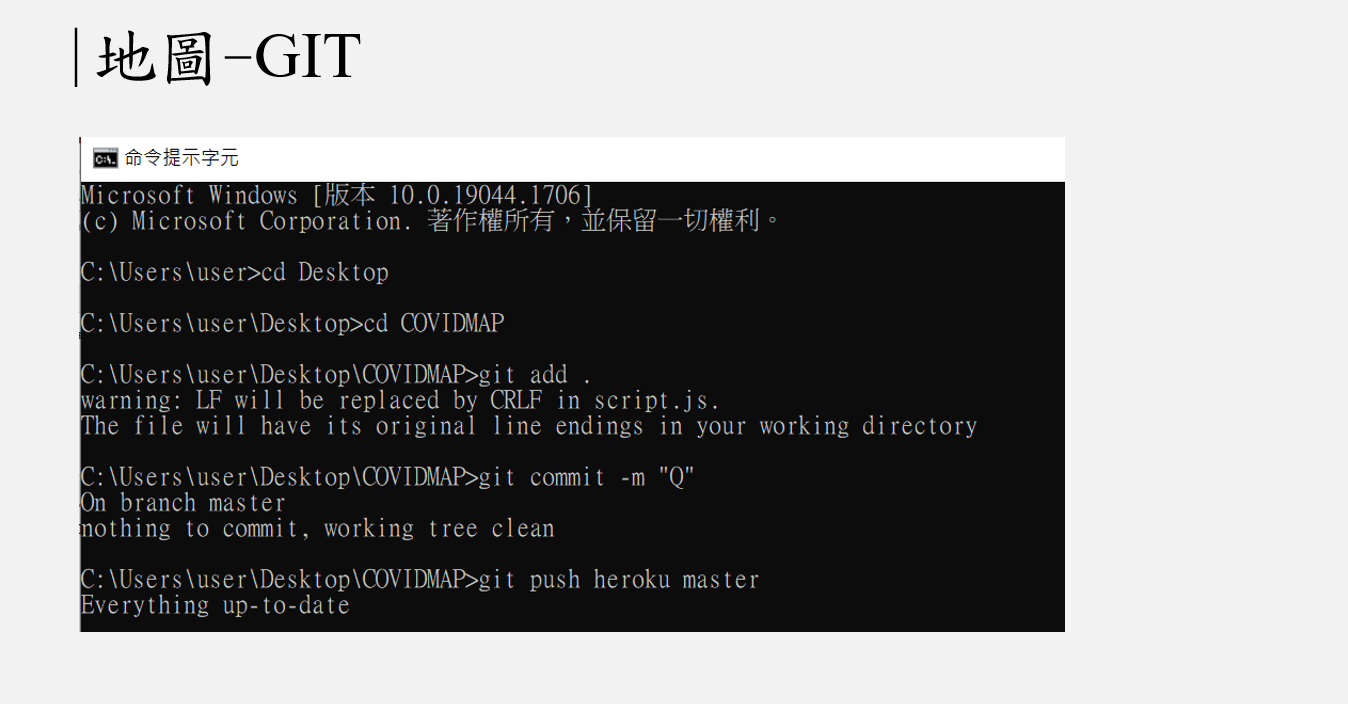 地圖-GIT
命令提示字元
Microsoft Windows [版本 10.0.19044.1706]
(c) Microsoft Corporation. 著作權所有，並保留一切權利。
C:\Users\user>cd Desktop
C:\Users\user\Desktop>cd COVIDMAP
C:\Users\user\Desktop\COVIDMAP>git add .
warning: LF will be replaced by CRLF in script.js.
The file will have its original line endings in your working directory
C:\Users\user\Desktop\COVIDMAP>git commit -m "Q"
On branch master
nothing to commit, working tree clean
C:\Users\user\Desktop\COVIDMAP>git push heroku master
Everything up-to-date